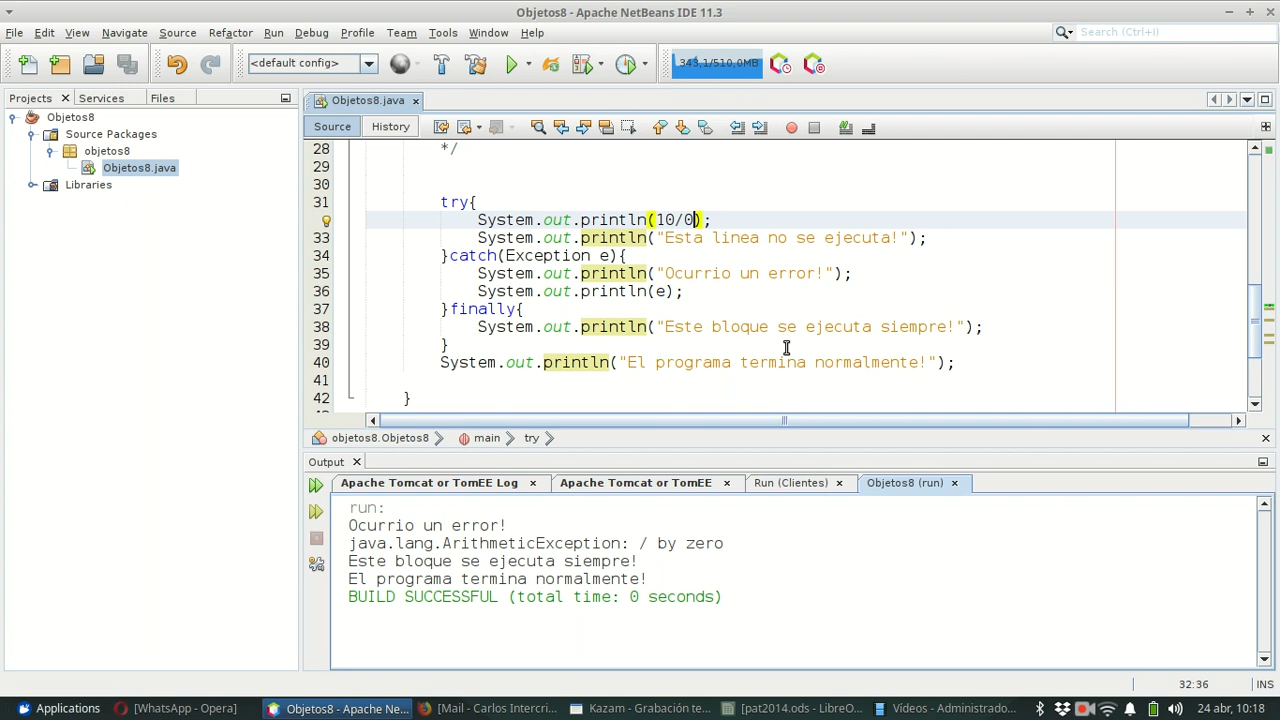 Objetos8 - Apache NetBeans IDE 11.3
File Edit View Navigate Source Refactor Run Debug Profile Team Tools Window Help
Search (Ctrl+I)
<default config>
343,1/510,0MB
Projects Services Files
Objetos8.java
Objetos8
Source Packages
objetos8
Objetos8.java
Libraries
Source History
28 */
29
30
31 try{
System.out.println(10/0);
33 System.out.println("Esta linea no se ejecuta!");
34 }catch(Exception e){
35 System.out.println("Ocurrio un error!");
36 System.out.println(e);
37 }finally{
38 System.out.println("Este bloque se ejecuta siempre!");
39 }
40 System.out.println("El programa termina normalmente!");
41
42 }
objetos8.Objetos8 main try
Output
Apache Tomcat or TomEE Log Apache Tomcat or TomEE Run (Clientes) Objetos8 (run)
run:
Ocurrio un error!
java.lang.ArithmeticException: / by zero
Este bloque se ejecuta siempre!
El programa termina normalmente!
BUILD SUCCESSFUL (total time: 0 seconds)
32:36 INS
Applications [WhatsApp - Opera] Objetos8 - Apache Ne... [Mail - Carlos Intercri... Kazam - Grabación te... [pat2014.ods - LibreO... Vídeos - Administrado... 24 abr, 10:18